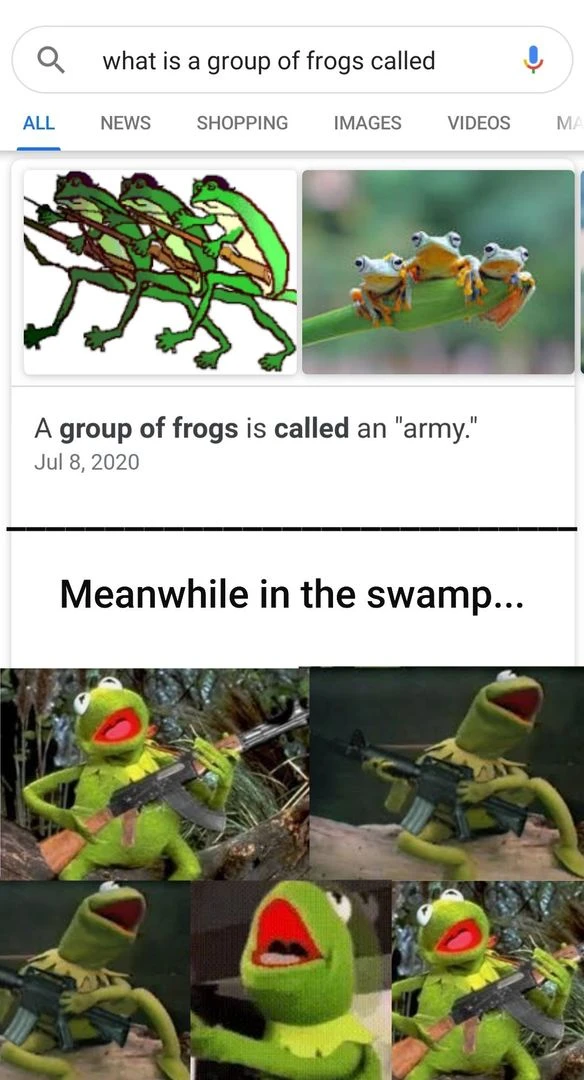 what is a group of frogs called
ALL NEWS SHOPPING IMAGES VIDEOS MA
A group of frogs is called an "army."
Jul 8, 2020
Meanwhile in the swamp...